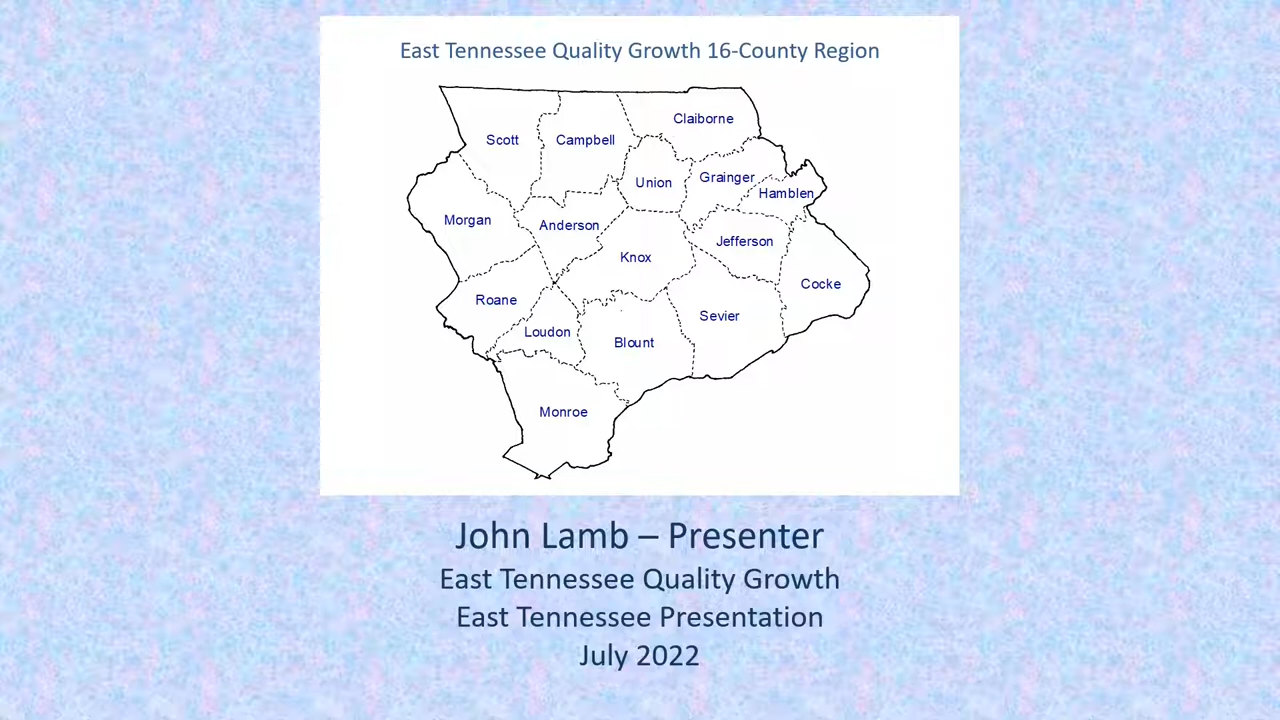 East Tennessee Quality Growth 16-County Region
Claiborne
Scott
Campbell
Union
Grainger
Hamblen
Morgan
Anderson
Jefferson
Knox
Cocke
Roane
Sevier
Loudon
Blount
Monroe
John Lamb – Presenter
East Tennessee Quality Growth
East Tennessee Presentation
July 2022